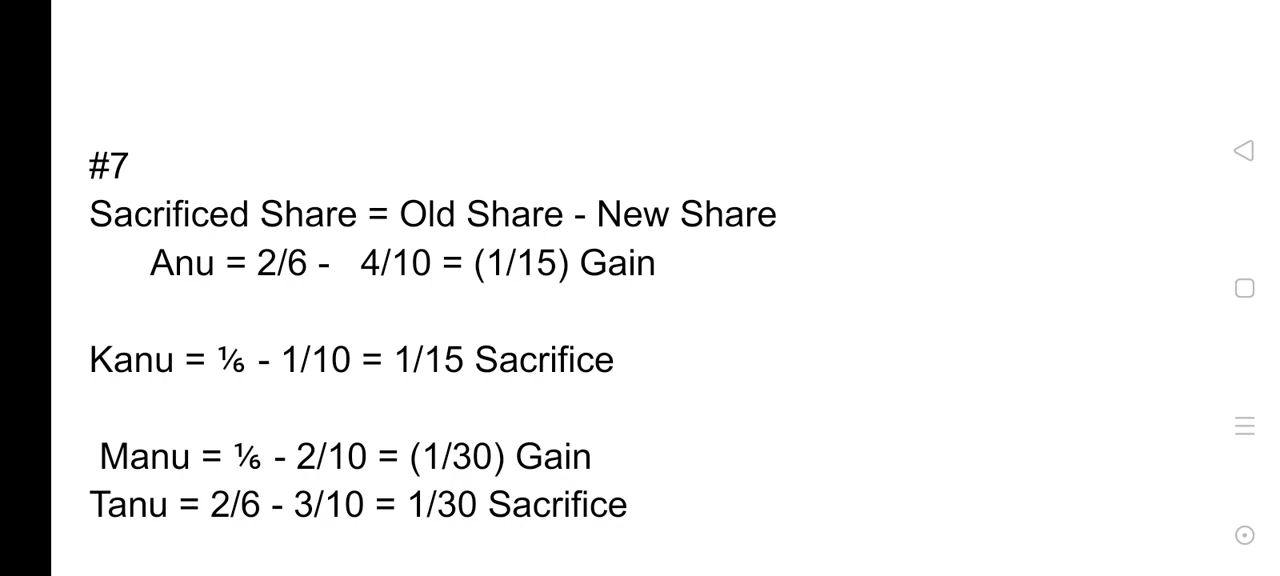 #7
Sacrificed Share = Old Share - New Share
Anu = 2/6 - 4/10 = (1/15) Gain
Kanu = ⅙ - 1/10 = 1/15 Sacrifice
Manu = ⅙ - 2/10 = (1/30) Gain
Tanu = 2/6 - 3/10 = 1/30 Sacrifice